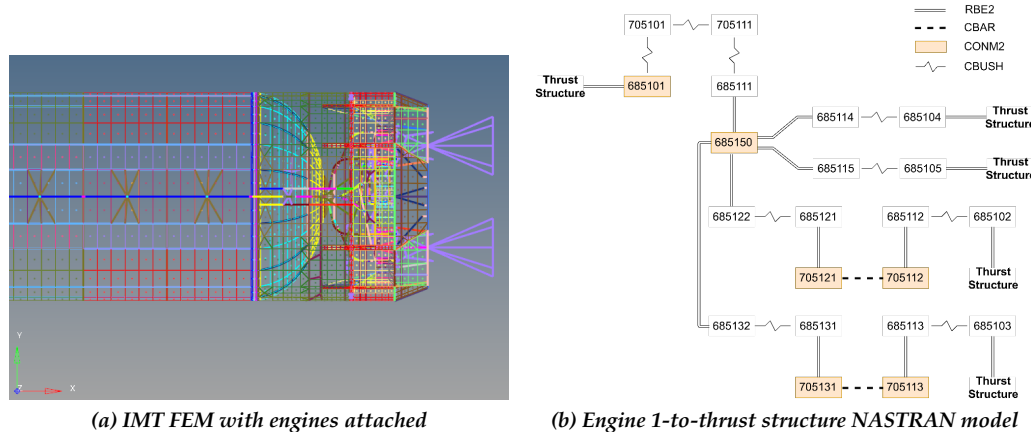 705101
705111
RBE2
CBAR
CONM2
CBUSH
Thrust
Structure
685101
685111
685114
685104
Thrust
Structure
685150
685115
685105
Thrust
Structure
685122
685121
685112
685102
705121
705112
Thurst
Structure
685132
685131
685113
685103
705131
705113
Thurst
Structure
Y
Z
X
(a) IMT FEM with engines attached
(b) Engine 1-to-thrust structure NASTRAN model